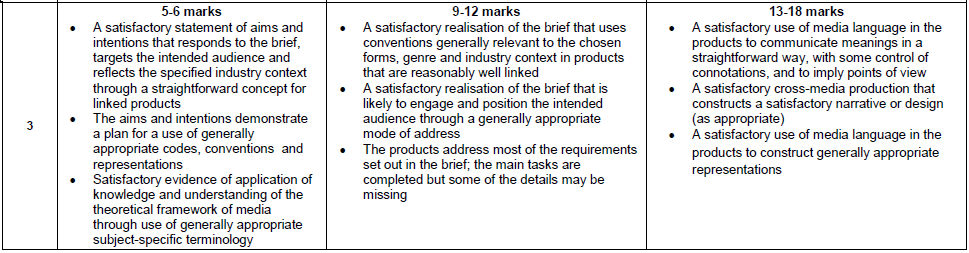 5-6 marks
• A satisfactory statement of aims and
intentions that responds to the brief,
targets the intended audience and
reflects the specified industry context
through a straightforward concept for
linked products
• The aims and intentions demonstrate
a plan for a use of generally
appropriate codes, conventions and
representations
• Satisfactory evidence of application of
knowledge and understanding of the
theoretical framework of media
through use of generally appropriate
subject-specific terminology
9-12 marks
• A satisfactory realisation of the brief that uses
conventions generally relevant to the chosen
forms, genre and industry context in products
that are reasonably well linked
• A satisfactory realisation of the brief that is
likely to engage and position the intended
audience through a generally appropriate
mode of address
• The products address most of the requirements
set out in the brief; the main tasks are
completed but some of the details may be
missing
13-18 marks
• A satisfactory use of media language in the
products to communicate meanings in a
straightforward way, with some control of
connotations, and to imply points of view
• A satisfactory cross-media production that
constructs a satisfactory narrative or design
(as appropriate)
• A satisfactory use of media language in the
products to construct generally appropriate
representations
3